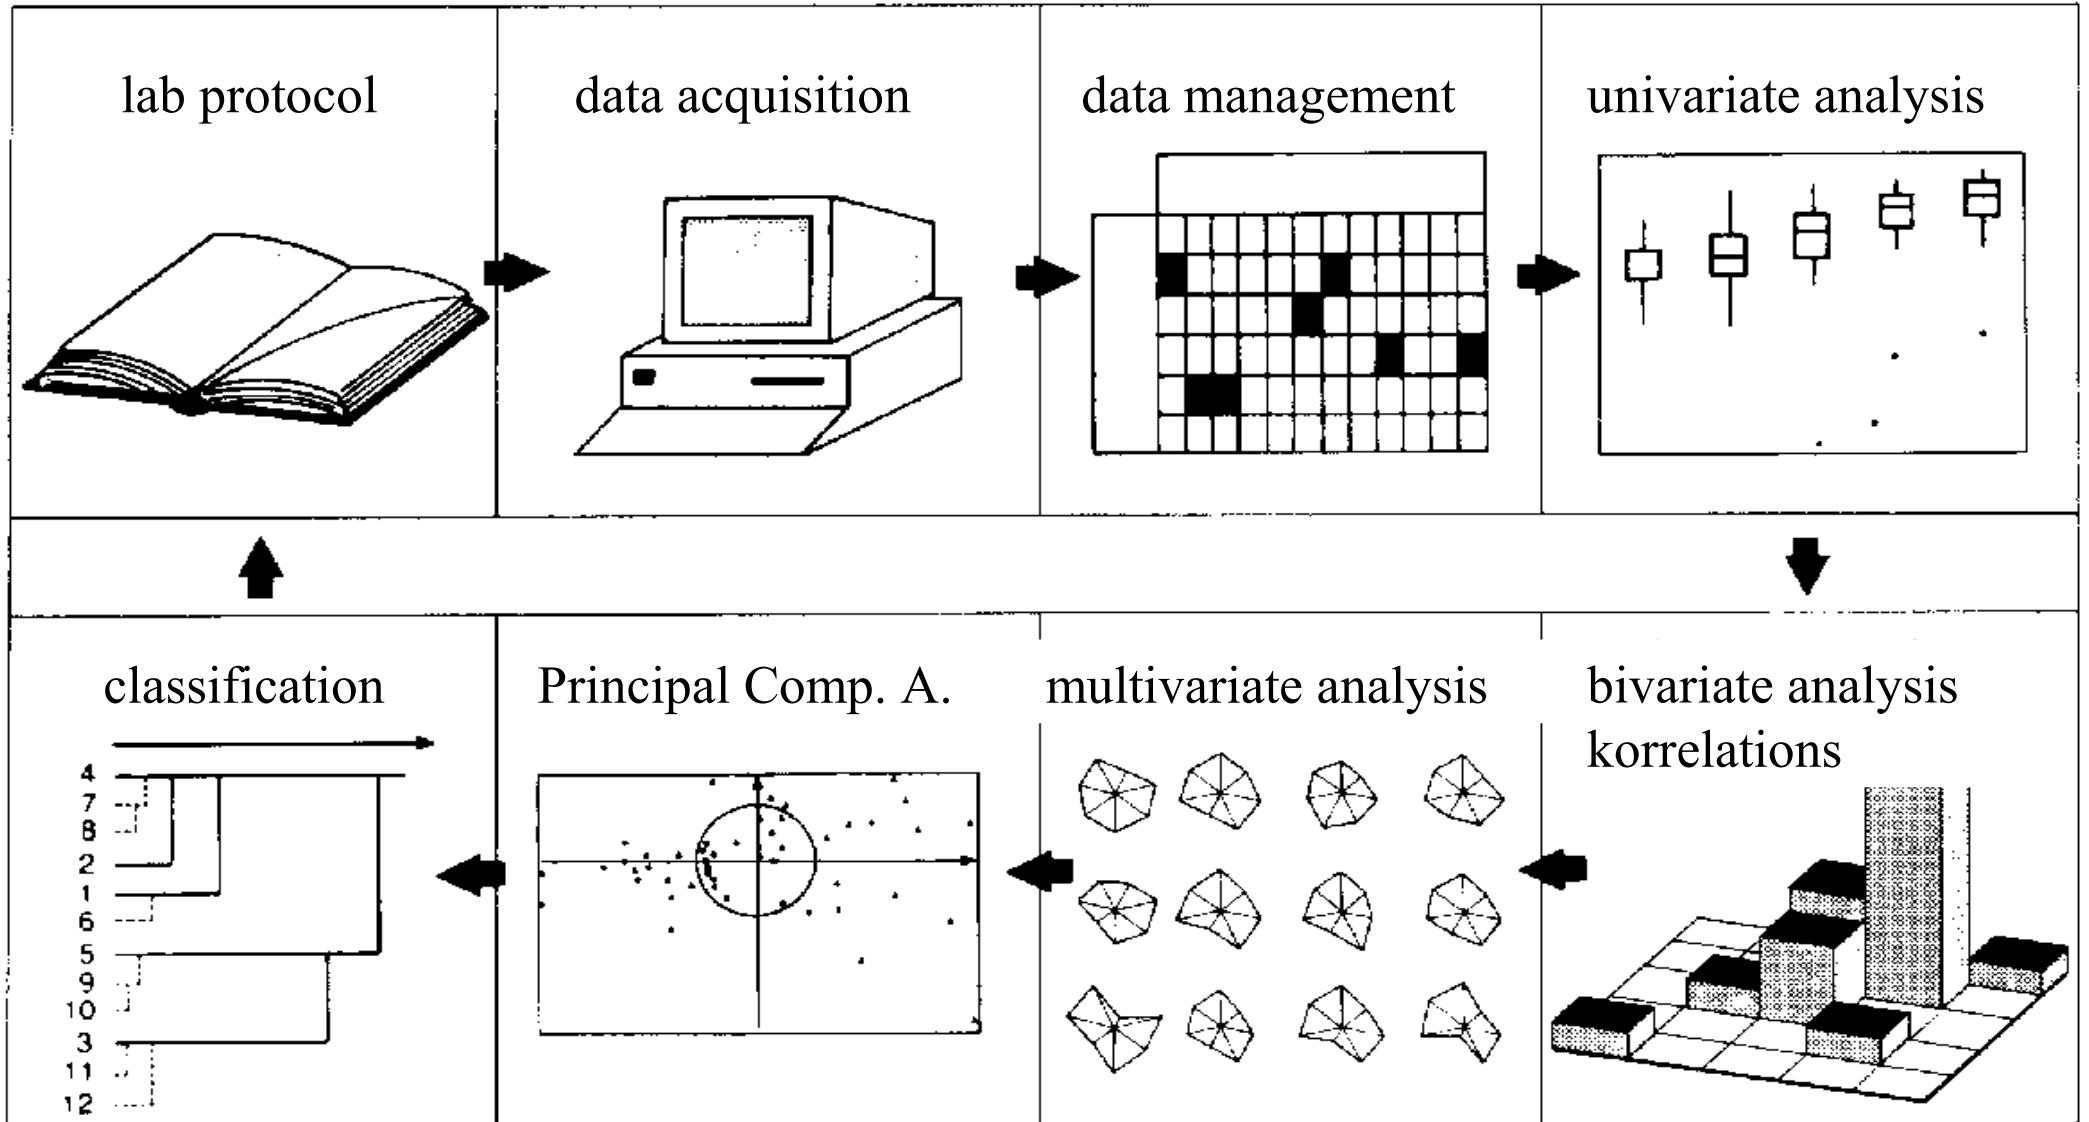 lab protocol
data acquisition
data management
univariate analysis
classification
Principal Comp. A.
multivariate analysis
bivariate analysis
korrelations
4
7
8
2
1
6
5
9
10
3
11
12